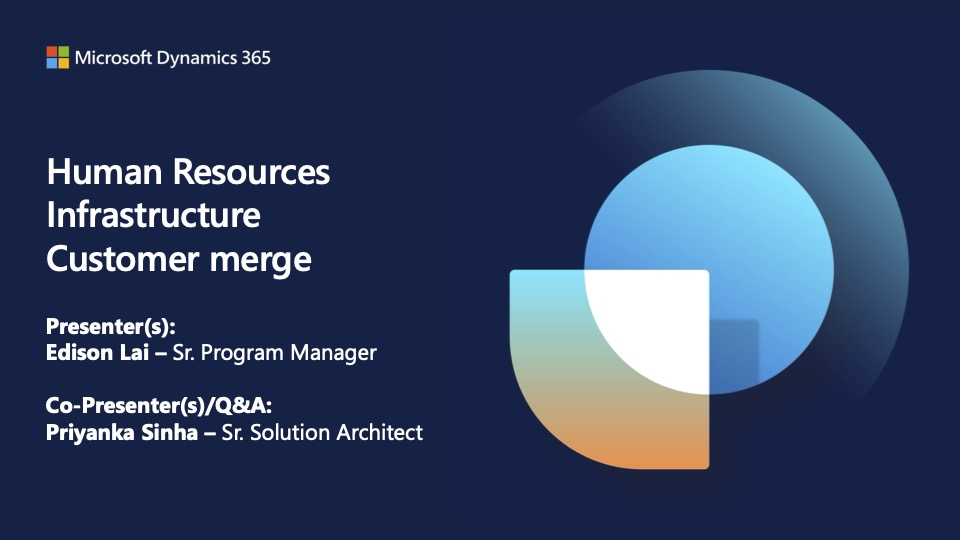 Microsoft Dynamics 365
Human Resources
Infrastructure
Customer merge
Presenter(s):
Edison Lai – Sr. Program Manager
Co-Presenter(s)/Q&A:
Priyanka Sinha – Sr. Solution Architect